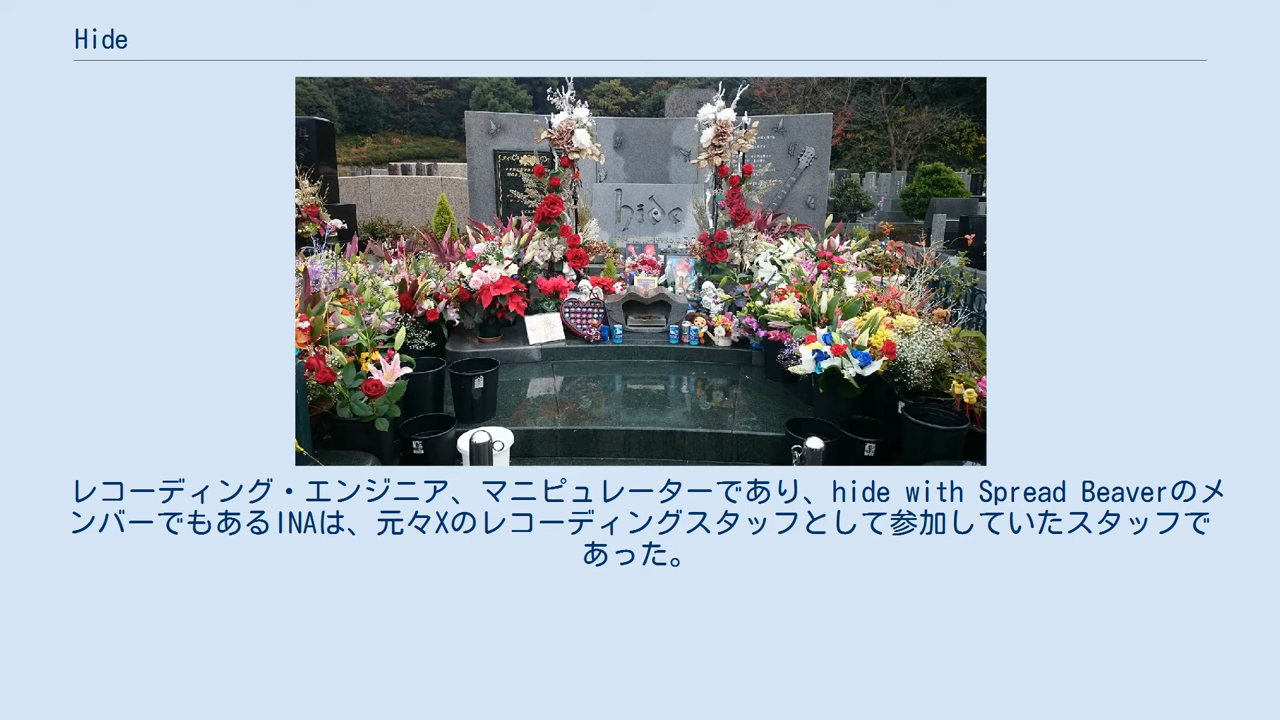 Hide
hide
レコーディング・エンジニア、マニピュレーターであり、hide with Spread Beaverのメ
ンバーでもあるINAは、元々Xのレコーディングスタッフとして参加していたスタッフで
あった。